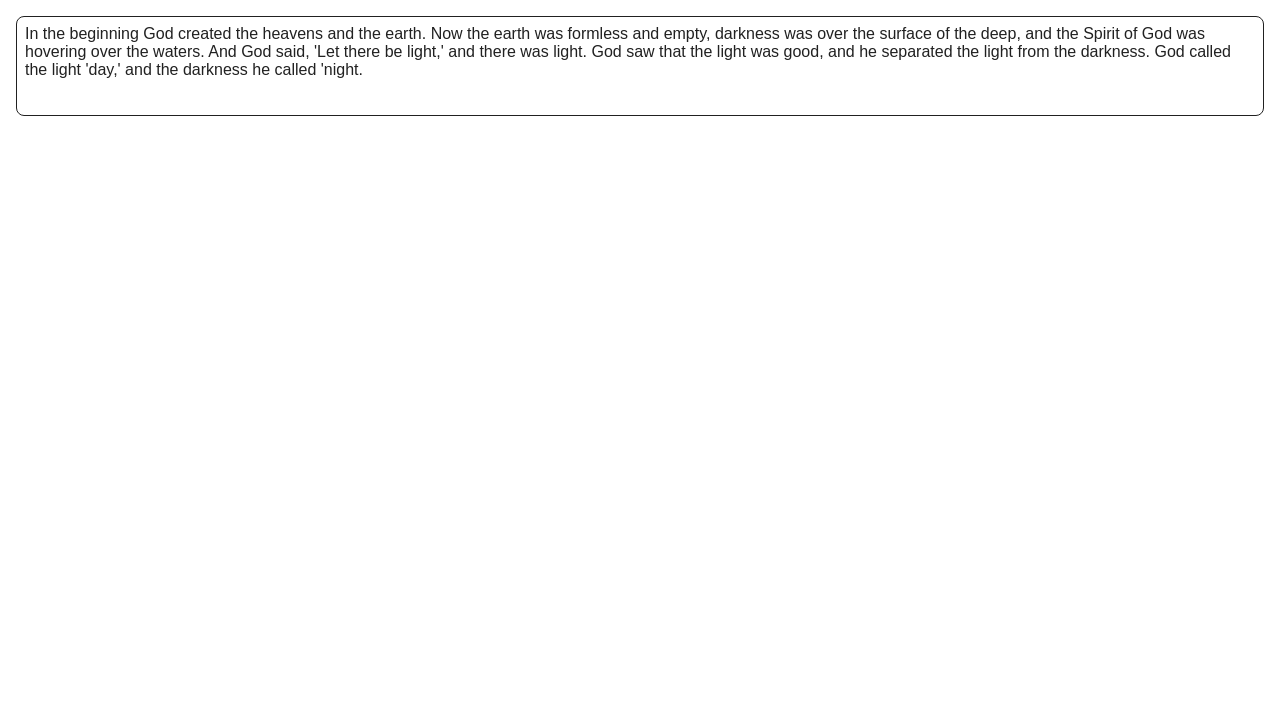 In the beginning God created the heavens and the earth. Now the earth was formless and empty, darkness was over the surface of the deep, and the Spirit of God was
hovering over the waters. And God said, 'Let there be light,' and there was light. God saw that the light was good, and he separated the light from the darkness. God called
the light 'day,' and the darkness he called 'night.